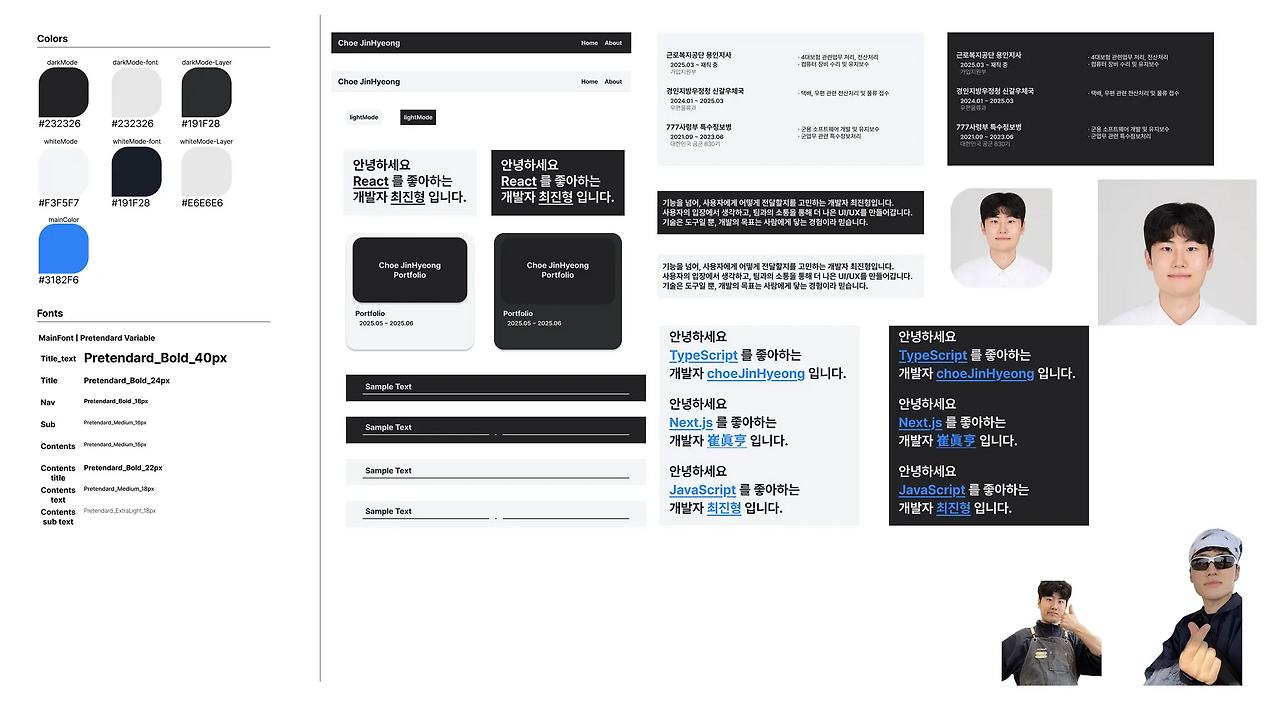 Colors
darkMode
darkMode-font
darkMode-Layer
#232326
#232326
#191F28
whiteMode
whiteMode-font
whiteMode-Layer
#F3F5F7
#191F28
#E6E6E6
mainColor
#3182F6
Fonts
MainFont | Pretendard Variable
Title_text Pretendard_Bold_40px
Title Pretendard_Bold_24px
Nav Pretendard_Bold_18px
Sub Pretendard_Medium_16px
Contents Pretendard_Medium_16px
Contents
title
Pretendard_Bold_22px
Contents
text
Pretendard_Medium_18px
Contents
sub text
Pretendard_ExtraLight_18px
Choe JinHyeong Home About
Choe JinHyeong Home About
lightMode
lightMode
안녕하세요
React 를 좋아하는
개발자 최진형 입니다.
안녕하세요
React 를 좋아하는
개발자 최진형 입니다.
Choe JinHyeong
Portfolio
Portfolio
2025.05 ~ 2025.06
Choe JinHyeong
Portfolio
Portfolio
2025.05 ~ 2025.06
Sample Text
Sample Text
Sample Text
Sample Text
근로복지공단 용인지사
2025.03 ~ 재직 중
가입지원부
· 4대보험 관련업무 처리, 전산처리
· 컴퓨터 장비 수리 및 유지보수
경인지방우정청 신갈우체국
2024.01 ~ 2025.03
우편물류과
· 택배, 우편 관련 전산처리 및 물류 접수
777사령부 특수정보병
2021.09 ~ 2023.06
대한민국 공군 830기
· 군용 소프트웨어 개발 및 유지보수
· 군업무 관련 특수정보처리
근로복지공단 용인지사
2025.03 ~ 재직 중
가입지원부
· 4대보험 관련업무 처리, 전산처리
· 컴퓨터 장비 수리 및 유지보수
경인지방우정청 신갈우체국
2024.01 ~ 2025.03
우편물류과
· 택배, 우편 관련 전산처리 및 물류 접수
777사령부 특수정보병
2021.09 ~ 2023.06
대한민국 공군 830기
· 군용 소프트웨어 개발 및 유지보수
· 군업무 관련 특수정보처리
기능을 넘어, 사용자에게 어떻게 전달할지를 고민하는 개발자 최진형입니다.
사용자의 입장에서 생각하고, 팀과의 소통을 통해 더 나은 UI/UX를 만들어갑니다.
기술은 도구일 뿐, 개발의 목표는 사람에게 닿는 경험이라 믿습니다.
기능을 넘어, 사용자에게 어떻게 전달할지를 고민하는 개발자 최진형입니다.
사용자의 입장에서 생각하고, 팀과의 소통을 통해 더 나은 UI/UX를 만들어갑니다.
기술은 도구일 뿐, 개발의 목표는 사람에게 닿는 경험이라 믿습니다.
안녕하세요
TypeScript 를 좋아하는
개발자 choeJinHyeong 입니다.
안녕하세요
Next.js 를 좋아하는
개발자 崔眞亨 입니다.
안녕하세요
JavaScript 를 좋아하는
개발자 최진형 입니다.
안녕하세요
TypeScript 를 좋아하는
개발자 choeJinHyeong 입니다.
안녕하세요
Next.js 를 좋아하는
개발자 崔眞亨 입니다.
안녕하세요
JavaScript 를 좋아하는
개발자 최진형 입니다.